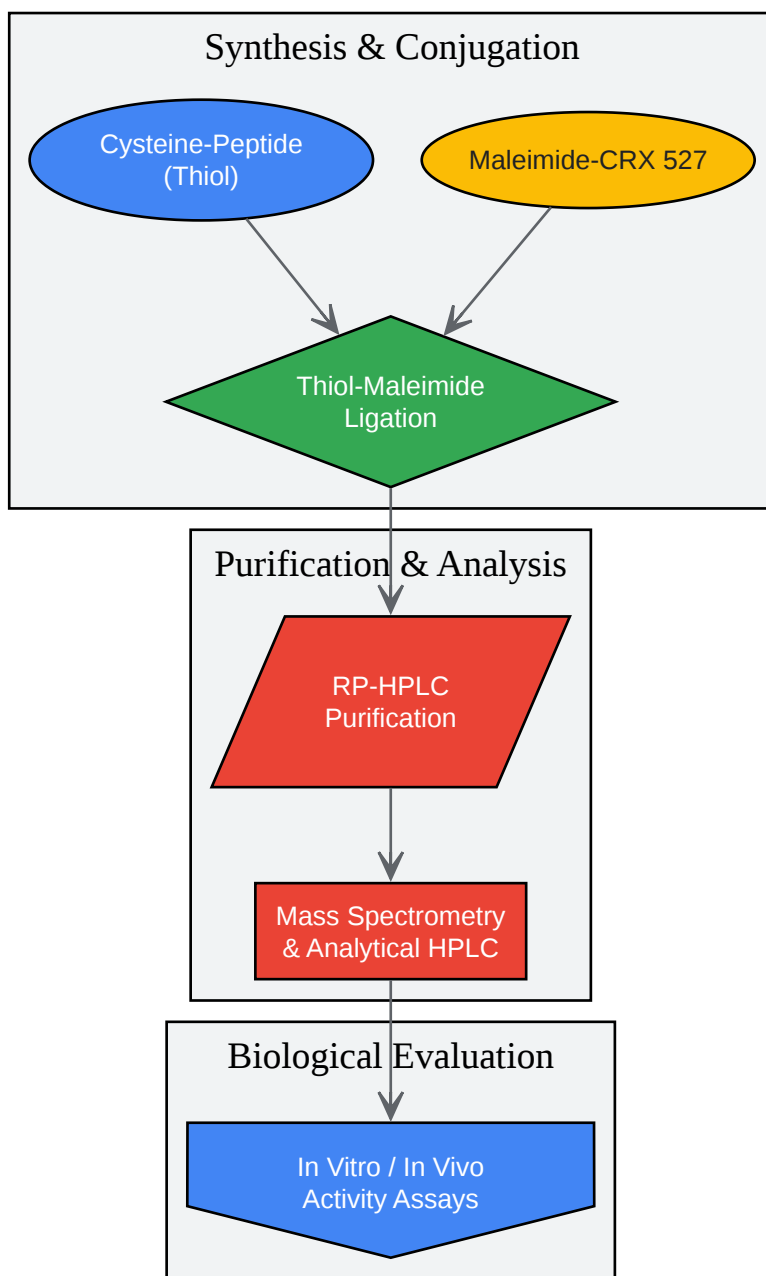 Synthesis & Conjugation
Cysteine-Peptide
(Thiol)
Maleimide-CRX 527
Thiol-Maleimide
Ligation
Purification & Analysis
RP-HPLC
Purification
Mass Spectrometry
& Analytical HPLC
Biological Evaluation
In Vitro / In Vivo
Activity Assays